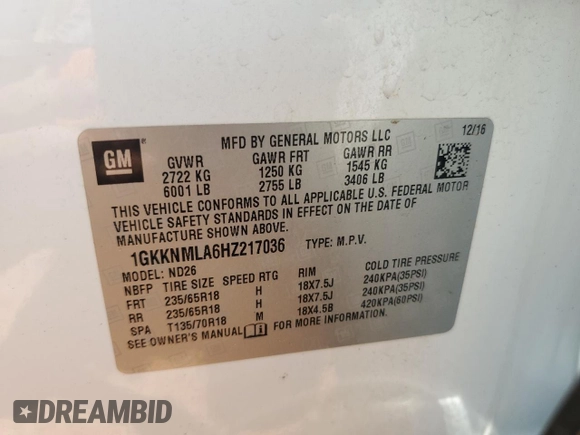 MFD BY GENERAL MOTORS LLC 12/16
GM
GVWR GAWR FRT GAWR RR
2722 KG 1250 KG 1545 KG
6001 LB 2755 LB 3406 LB
THIS VEHICLE CONFORMS TO ALL APPLICABLE U.S. FEDERAL MOTOR
VEHICLE SAFETY STANDARDS IN EFFECT ON THE DATE OF
MANUFACTURE SHOWN ABOVE.
1GKKNMLA6HZ217036 TYPE: M.P.V.
MODEL: ND26
NBFP TIRE SIZE SPEED RTG RIM COLD TIRE PRESSURE
FRT 235/65R18 H 18X7.5J 240KPA(35PSI)
RR 235/65R18 H 18X7.5J 240KPA(35PSI)
SPA T135/70R18 M 18X4.5B 420KPA(60PSI)
SEE OWNER'S MANUAL FOR MORE INFORMATION.
DREAMBID